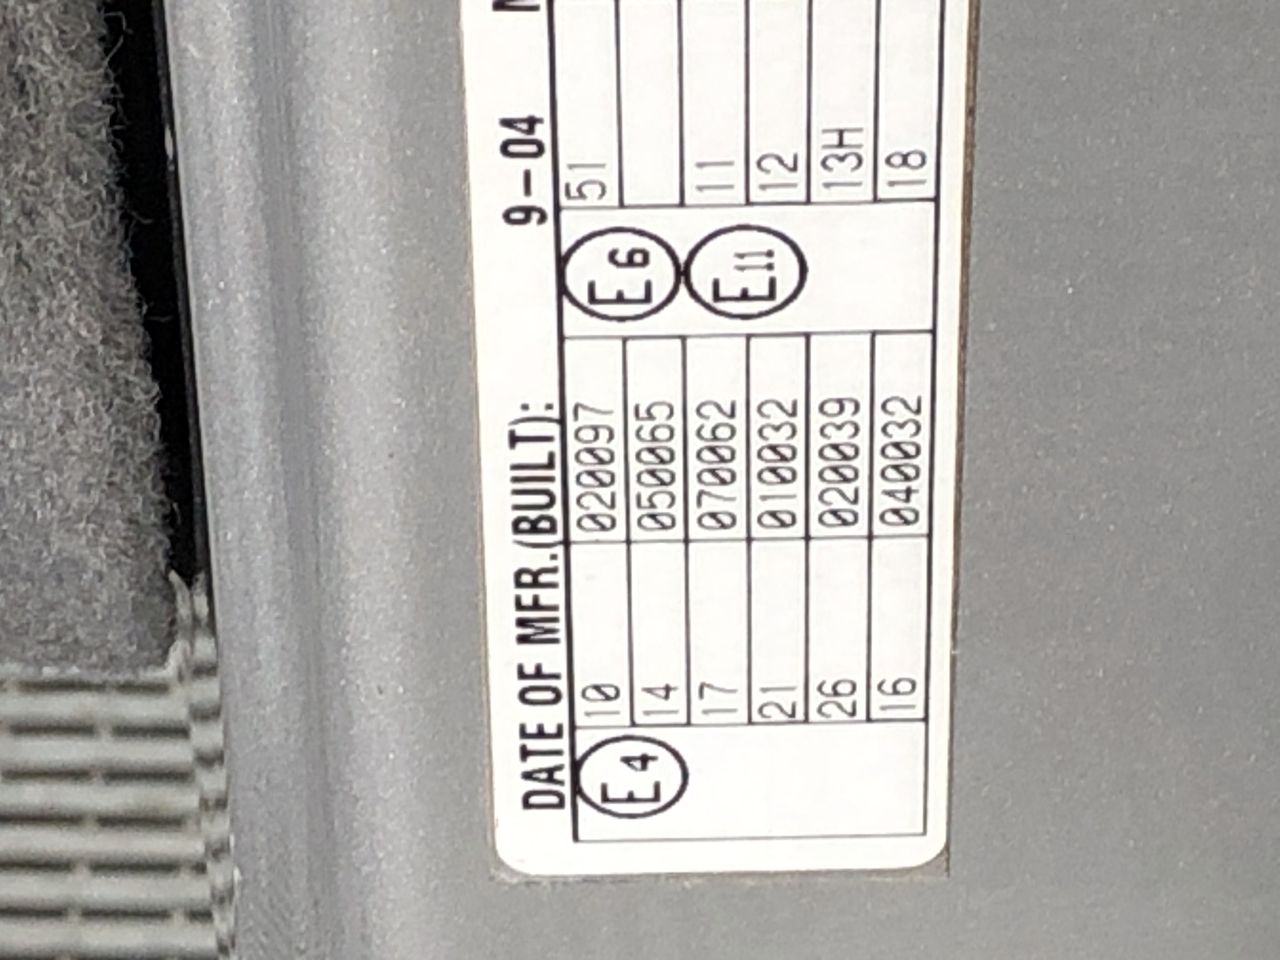 DATE OF MFR.(BUILT): 9-04
E4 10 020097 E6 51
14 050065
17 070062 E11 11
21 010032 12
26 020039 13H
16 040032 18